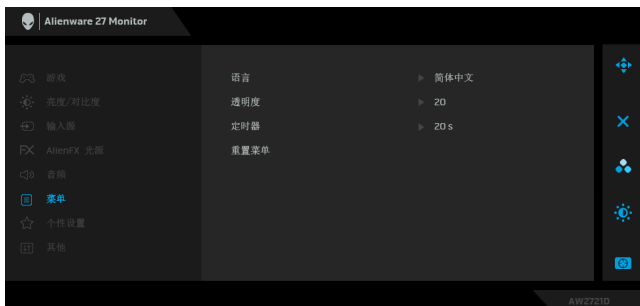 Alienware 27 Monitor
游戏
亮度/对比度
输入源
AlienFX 光源
音频
菜单
个性设置
其他
语言 简体中文
透明度 20
定时器 20 s
重置菜单
AW2721D